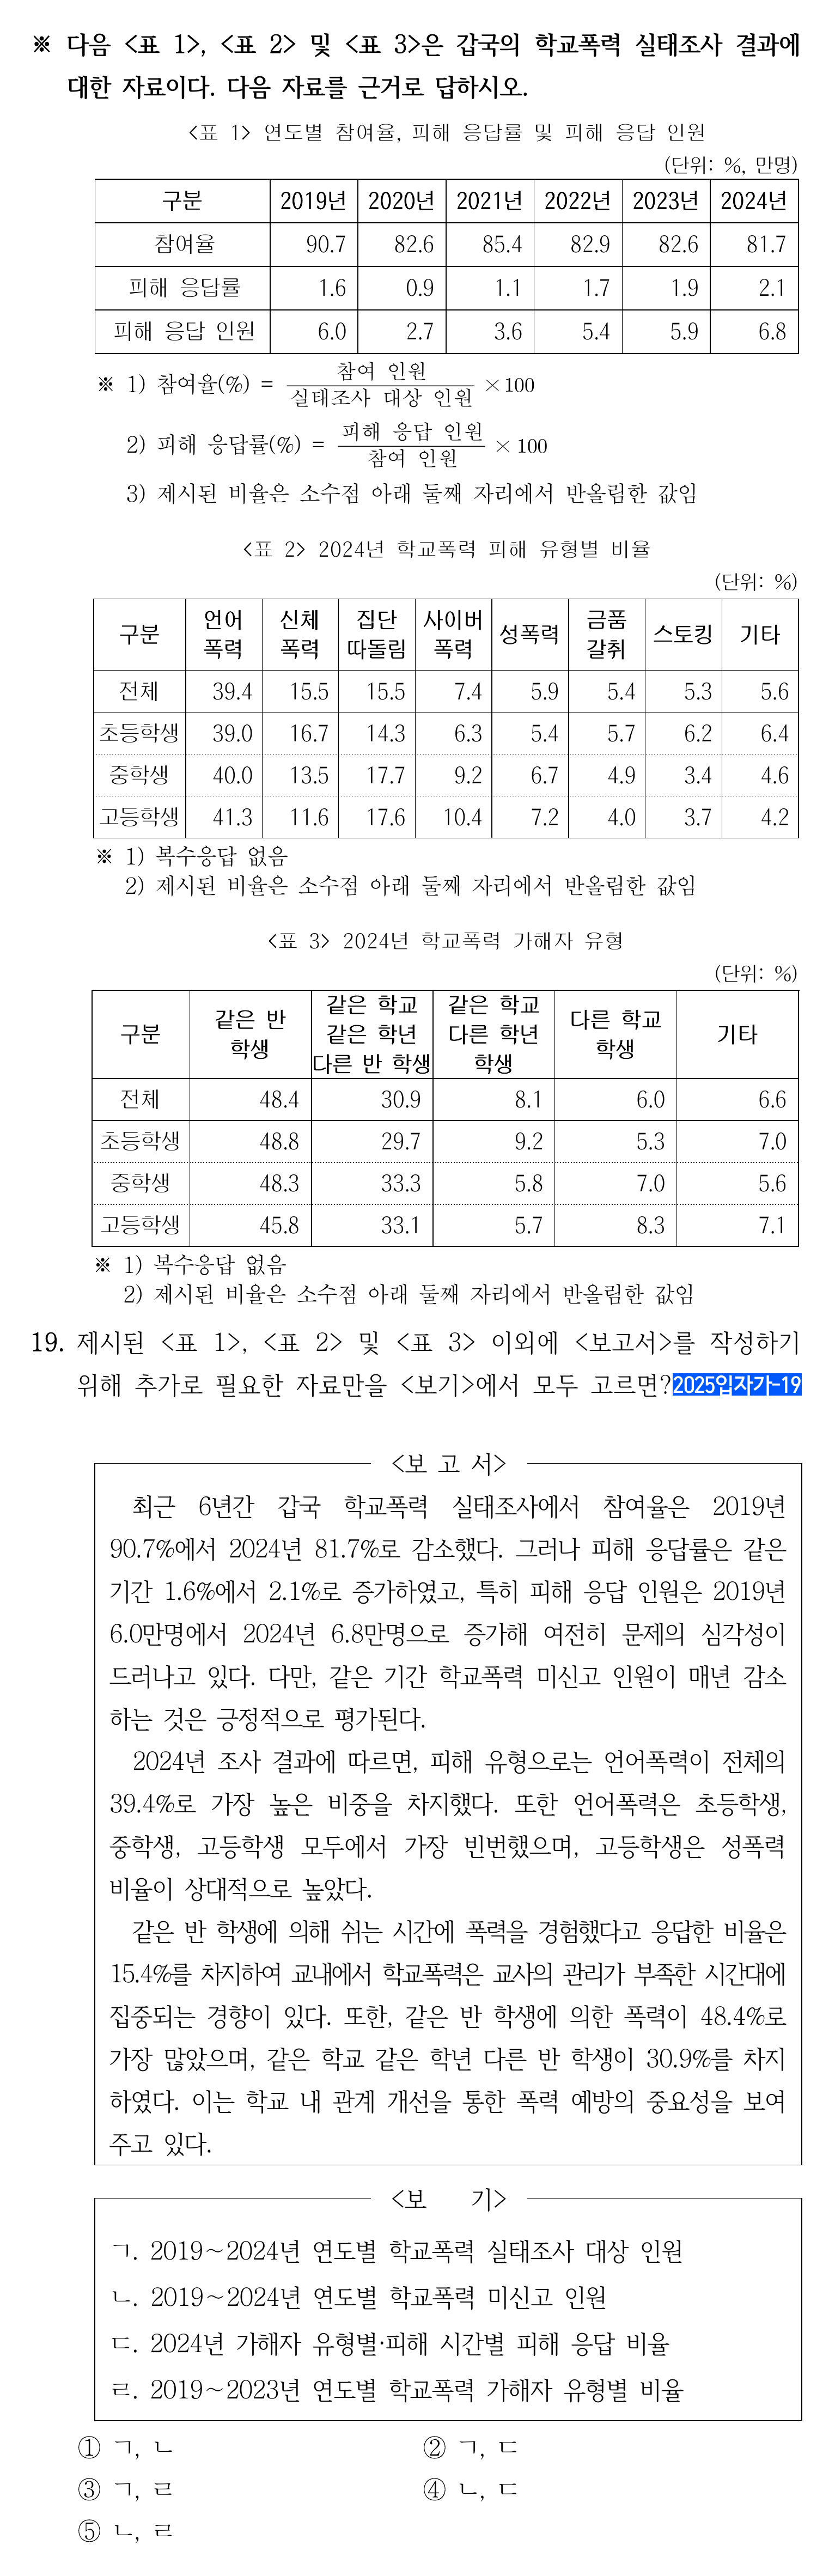 ※ 다음 <표 1>, <표 2> 및 <표 3>은 갑국의 학교폭력 실태조사 결과에
대한 자료이다. 다음 자료를 근거로 답하시오.
<표 1> 연도별 참여율, 피해 응답률 및 피해 응답 인원
(단위: %, 만명)
구분 2019년 2020년 2021년 2022년 2023년 2024년
참여율 90.7 82.6 85.4 82.9 82.6 81.7
피해 응답률 1.6 0.9 1.1 1.7 1.9 2.1
피해 응답 인원 6.0 2.7 3.6 5.4 5.9 6.8
※ 1) 참여율(%) = 참여 인원 / 실태조사 대상 인원 ×100
2) 피해 응답률(%) = 피해 응답 인원 / 참여 인원 ×100
3) 제시된 비율은 소수점 아래 둘째 자리에서 반올림한 값임
<표 2> 2024년 학교폭력 피해 유형별 비율
(단위: %)
구분 언어 폭력 신체 폭력 집단 따돌림 사이버 폭력 성폭력 금품 갈취 스토킹 기타
전체 39.4 15.5 15.5 7.4 5.9 5.4 5.3 5.6
초등학생 39.0 16.7 14.3 6.3 5.4 5.7 6.2 6.4
중학생 40.0 13.5 17.7 9.2 6.7 4.9 3.4 4.6
고등학생 41.3 11.6 17.6 10.4 7.2 4.0 3.7 4.2
※ 1) 복수응답 없음
2) 제시된 비율은 소수점 아래 둘째 자리에서 반올림한 값임
<표 3> 2024년 학교폭력 가해자 유형
(단위: %)
구분 같은 반 학생 같은 학교 같은 학년 다른 반 학생 같은 학교 다른 학년 학생 다른 학교 학생 기타
전체 48.4 30.9 8.1 6.0 6.6
초등학생 48.8 29.7 9.2 5.3 7.0
중학생 48.3 33.3 5.8 7.0 5.6
고등학생 45.8 33.1 5.7 8.3 7.1
※ 1) 복수응답 없음
2) 제시된 비율은 소수점 아래 둘째 자리에서 반올림한 값임
19. 제시된 <표 1>, <표 2> 및 <표 3> 이외에 <보고서>를 작성하기
위해 추가로 필요한 자료만을 <보기>에서 모두 고르면?2025입자가-19
<보 고 서>
최근 6년간 갑국 학교폭력 실태조사에서 참여율은 2019년
90.7%에서 2024년 81.7%로 감소했다. 그러나 피해 응답률은 같은
기간 1.6%에서 2.1%로 증가하였고, 특히 피해 응답 인원은 2019년
6.0만명에서 2024년 6.8만명으로 증가해 여전히 문제의 심각성이
드러나고 있다. 다만, 같은 기간 학교폭력 미신고 인원이 매년 감소
하는 것은 긍정적으로 평가된다.
2024년 조사 결과에 따르면, 피해 유형으로는 언어폭력이 전체의
39.4%로 가장 높은 비중을 차지했다. 또한 언어폭력은 초등학생,
중학생, 고등학생 모두에서 가장 빈번했으며, 고등학생은 성폭력
비율이 상대적으로 높았다.
같은 반 학생에 의해 쉬는 시간에 폭력을 경험했다고 응답한 비율은
15.4%를 차지하여 교내에서 학교폭력은 교사의 관리가 부족한 시간대에
집중되는 경향이 있다. 또한, 같은 반 학생에 의한 폭력이 48.4%로
가장 많았으며, 같은 학교 같은 학년 다른 반 학생이 30.9%를 차지
하였다. 이는 학교 내 관계 개선을 통한 폭력 예방의 중요성을 보여
주고 있다.
<보 기>
ㄱ. 2019~2024년 연도별 학교폭력 실태조사 대상 인원
ㄴ. 2019~2024년 연도별 학교폭력 미신고 인원
ㄷ. 2024년 가해자 유형별·피해 시간별 피해 응답 비율
ㄹ. 2019~2023년 연도별 학교폭력 가해자 유형별 비율
① ㄱ, ㄴ ② ㄱ, ㄷ
③ ㄱ, ㄹ ④ ㄴ, ㄷ
⑤ ㄴ, ㄹ